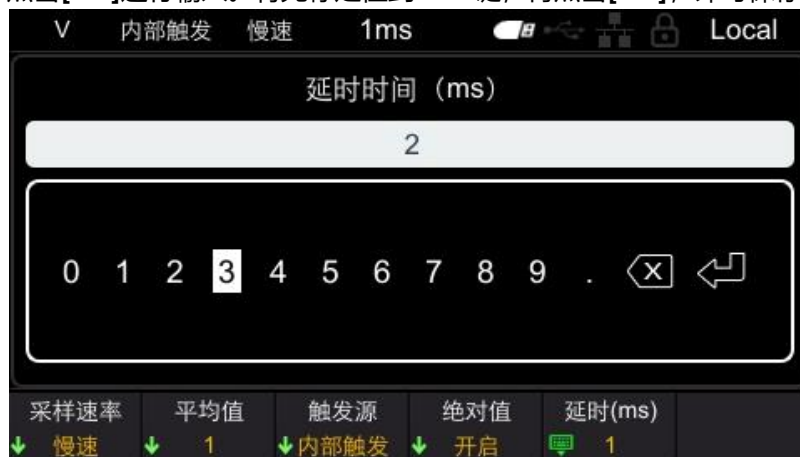 V 内部触发 慢速 1ms Local
延时时间（ms）
2
0 1 2 3 4 5 6 7 8 9 .
采样速率 平均值 触发源 绝对值 延时(ms)
慢速 1 内部触发 开启 1